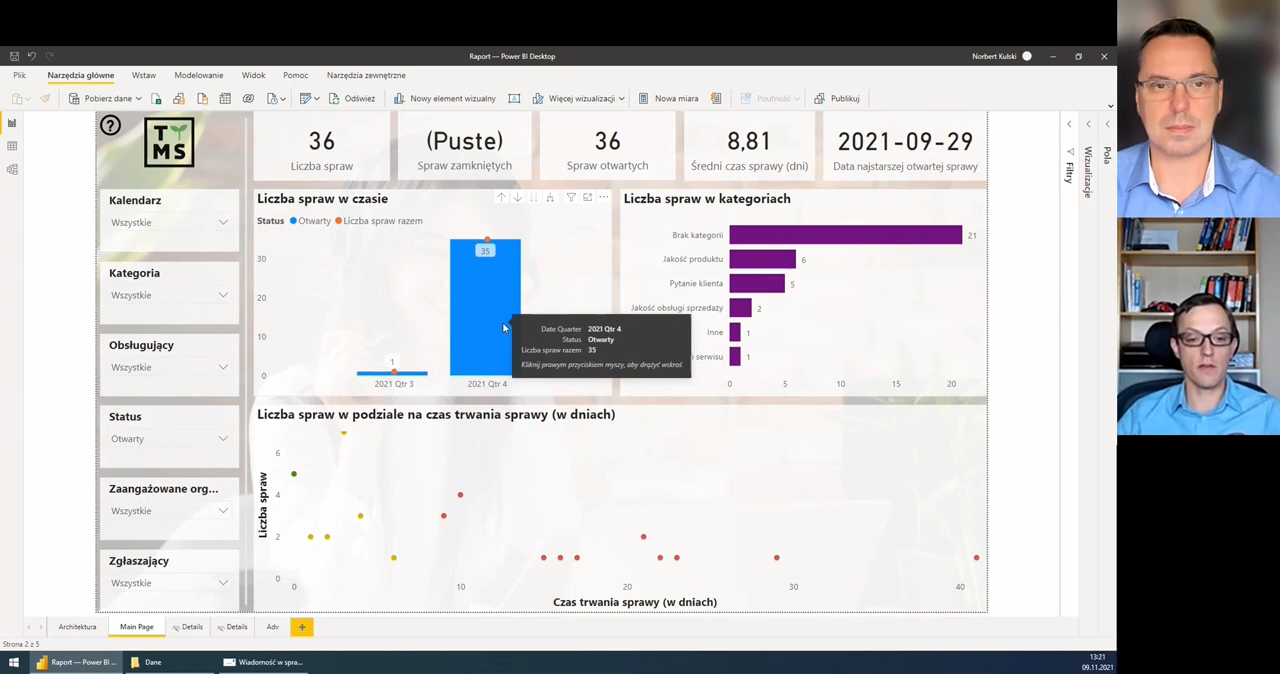 Raport — Power BI Desktop
Norbert Kulski
Plik
Narzędzia główne
Wstaw
Modelowanie
Widok
Pomoc
Narzędzia zewnętrzne
Pobierz dane
Odśwież
Nowy element wizualny
Więcej wizualizacji
Nowa miara
Poufność
Publikuj
?
TMS
36
Liczba spraw
(Puste)
Spraw zamkniętych
36
Spraw otwartych
8,81
Średni czas sprawy (dni)
2021-09-29
Data najstarszej otwartej sprawy
Filtry
Wizualizacje
Pola
Kalendarz
Wszystkie
Kategoria
Wszystkie
Obsługujący
Wszystkie
Status
Otwarty
Zaangażowane org...
Wszystkie
Zgłaszający
Wszystkie
Liczba spraw w czasie
Status Otwarty Liczba spraw razem
30
20
10
0
1
35
2021 Qtr 3
2021 Qtr 4
Date Quarter 2021 Qtr 4
Status Otwarty
Liczba spraw razem 35
Kliknij prawym przyciskiem myszy, aby drążyć wskroś
Liczba spraw w kategoriach
Brak kategorii 21
Jakość produktu 6
Pytanie klienta 5
Jakość obsługi sprzedaży 2
Inne 1
i serwisu 1
0 5 10 15 20
Liczba spraw w podziale na czas trwania sprawy (w dniach)
Liczba spraw
6
4
2
0
0 10 20 30 40
Czas trwania sprawy (w dniach)
Architektura
Main Page
Details
Details
Adv
+
Strona 2 z 5
Raport — Power BI ...
Dane
Wiadomość w spra...
13:21
09.11.2021